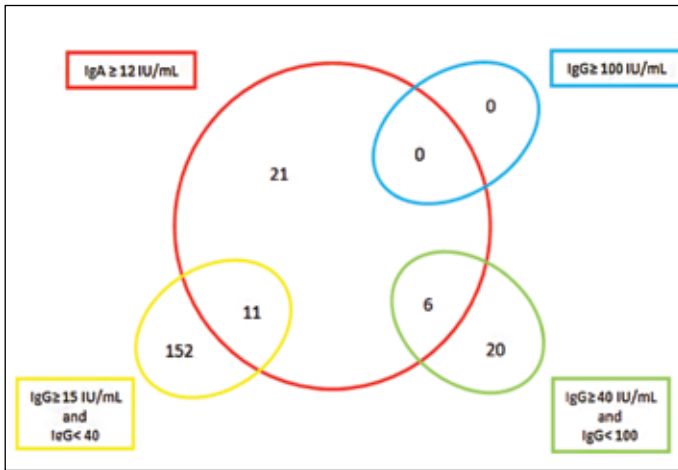 IgA ≥ 12 IU/mL
IgG≥ 100 IU/mL
0
0
21
11
6
152
20
IgG≥ 15 IU/mL
and
IgG< 40
IgG≥ 40 IU/mL
and
IgG< 100